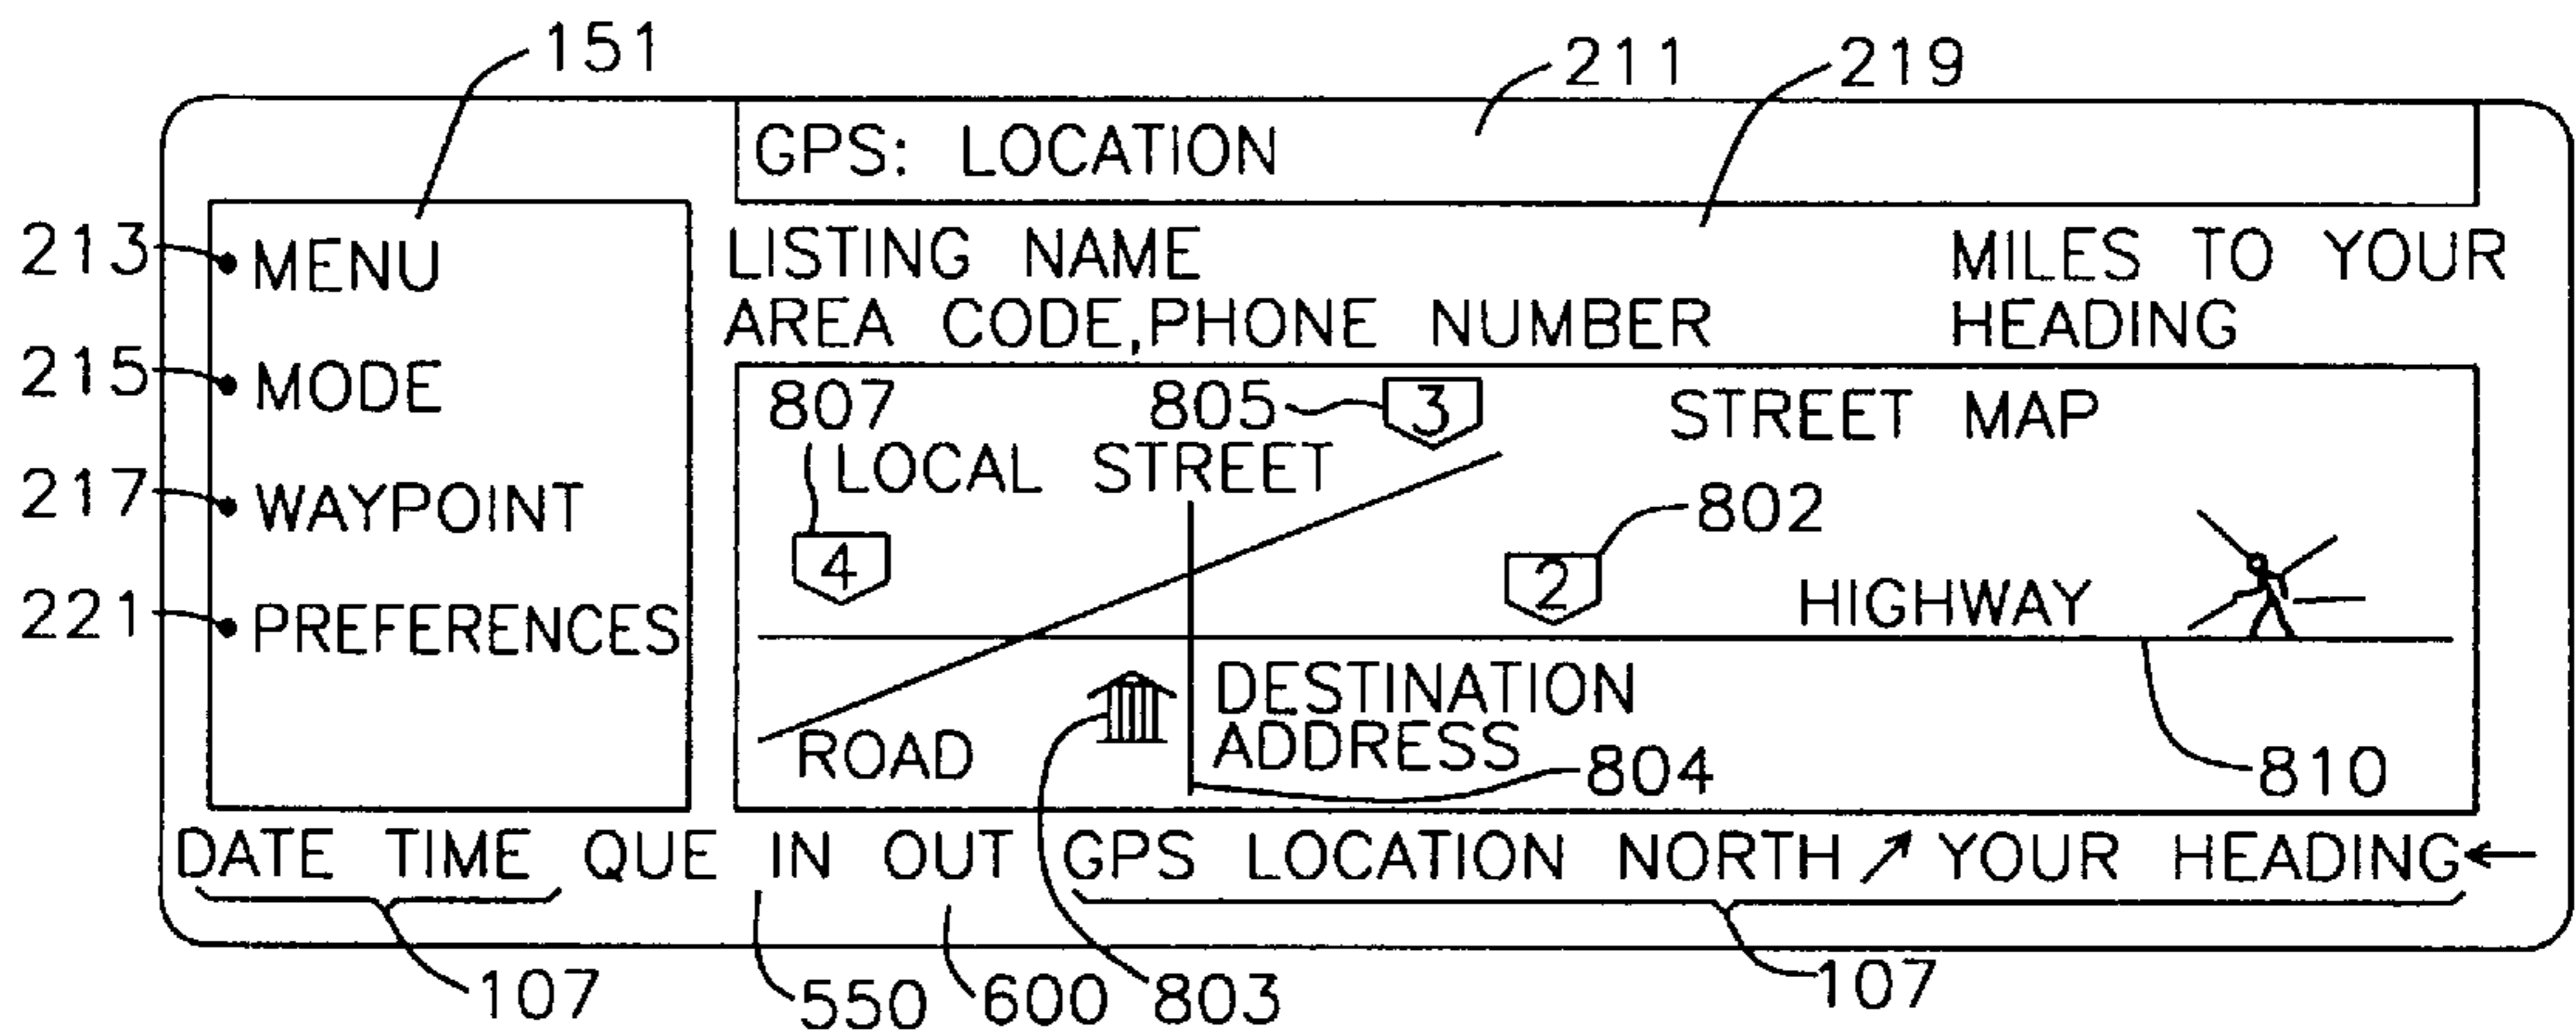 151
211
219
GPS: LOCATION
213 MENU
LISTING NAME
AREA CODE, PHONE NUMBER
MILES TO YOUR
HEADING
215 MODE
217 WAYPOINT
221 PREFERENCES
807
805
3
STREET MAP
LOCAL STREET
802
4
2
HIGHWAY
DESTINATION
ADDRESS
ROAD
804
810
DATE TIME QUE IN OUT GPS LOCATION NORTH ↗ YOUR HEADING ←
107
550
600
803
107